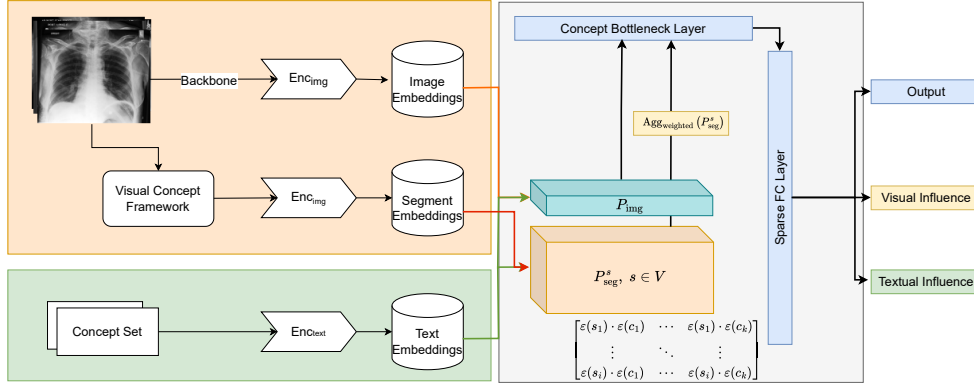 Backbone
Enc_img
Image
Embeddings
Visual Concept
Framework
Enc_img
Segment
Embeddings
Concept Set
Enc_text
Text
Embeddings
Concept Bottleneck Layer
Agg_weighted (P^s_seg)
P_img
P^s_seg, s ∈ V
ε(s_1) · ε(c_1) ⋯ ε(s_1) · ε(c_k)
⋮ ⋱ ⋮
ε(s_i) · ε(c_1) ⋯ ε(s_i) · ε(c_k)
Sparse FC Layer
Output
Visual Influence
Textual Influence